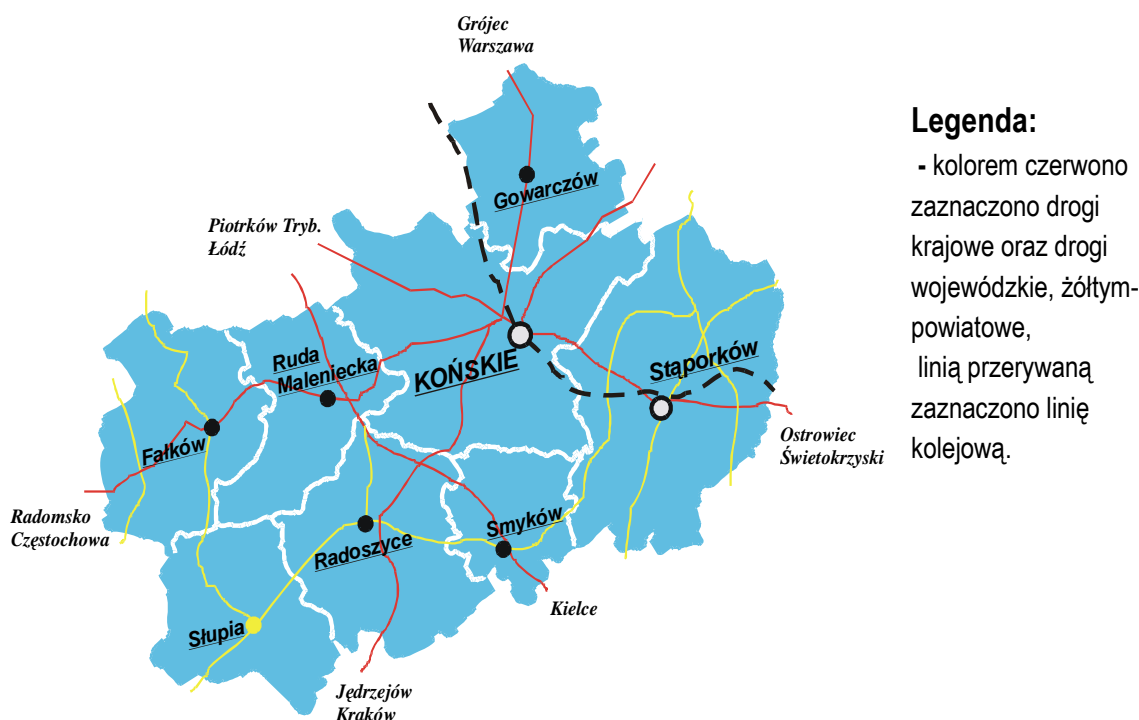 Grójec
Warszawa
Gowarczów
Piotrków Tryb.
Łódź
Ruda
Maleniecka
KOŃSKIE
Stąporków
Fałków
Ostrowiec
Świetokrzyski
Radomsko
Częstochowa
Radoszyce
Smyków
Kielce
Słupia
Jędrzejów
Kraków
Legenda:
- kolorem czerwono
zaznaczono drogi
krajowe oraz drogi
wojewódzkie, żółtym-
powiatowe,
linią przerywaną
zaznaczono linię
kolejową.